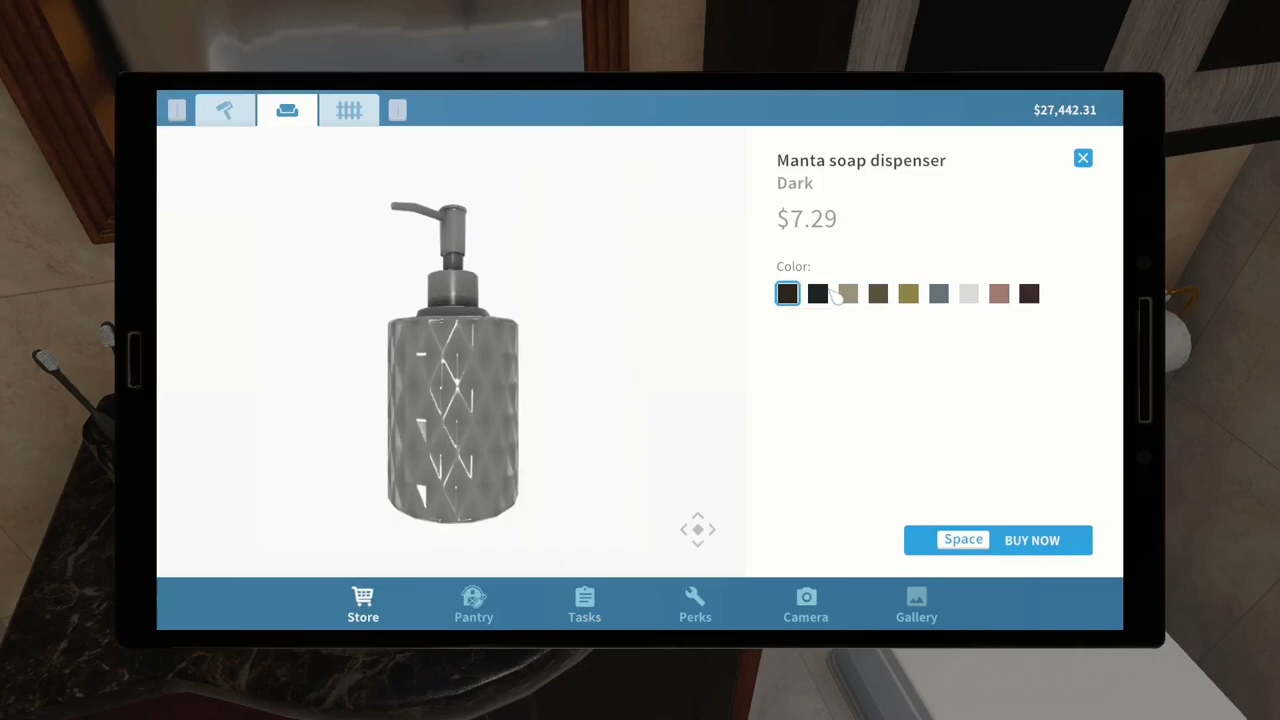 $27,442.31
Manta soap dispenser
Dark
$7.29
Color:
Space BUY NOW
Store
Pantry
Tasks
Perks
Camera
Gallery